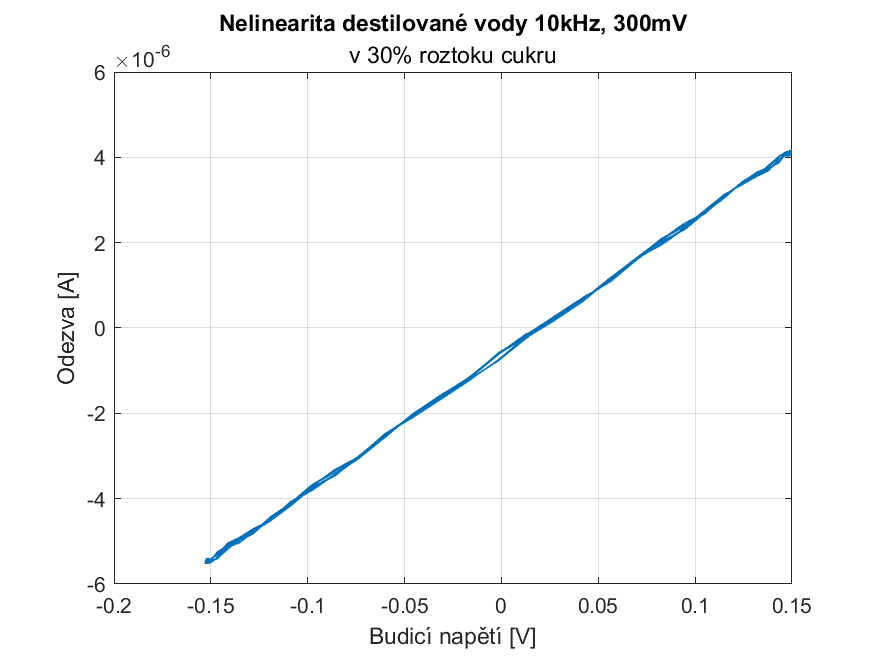 Nelinearita destilované vody 10kHz, 300mV
v 30% roztoku cukru
×10^-6
6
4
2
0
-2
-4
-6
Odezva [A]
-0.2 -0.15 -0.1 -0.05 0 0.05 0.1 0.15
Budicí napětí [V]